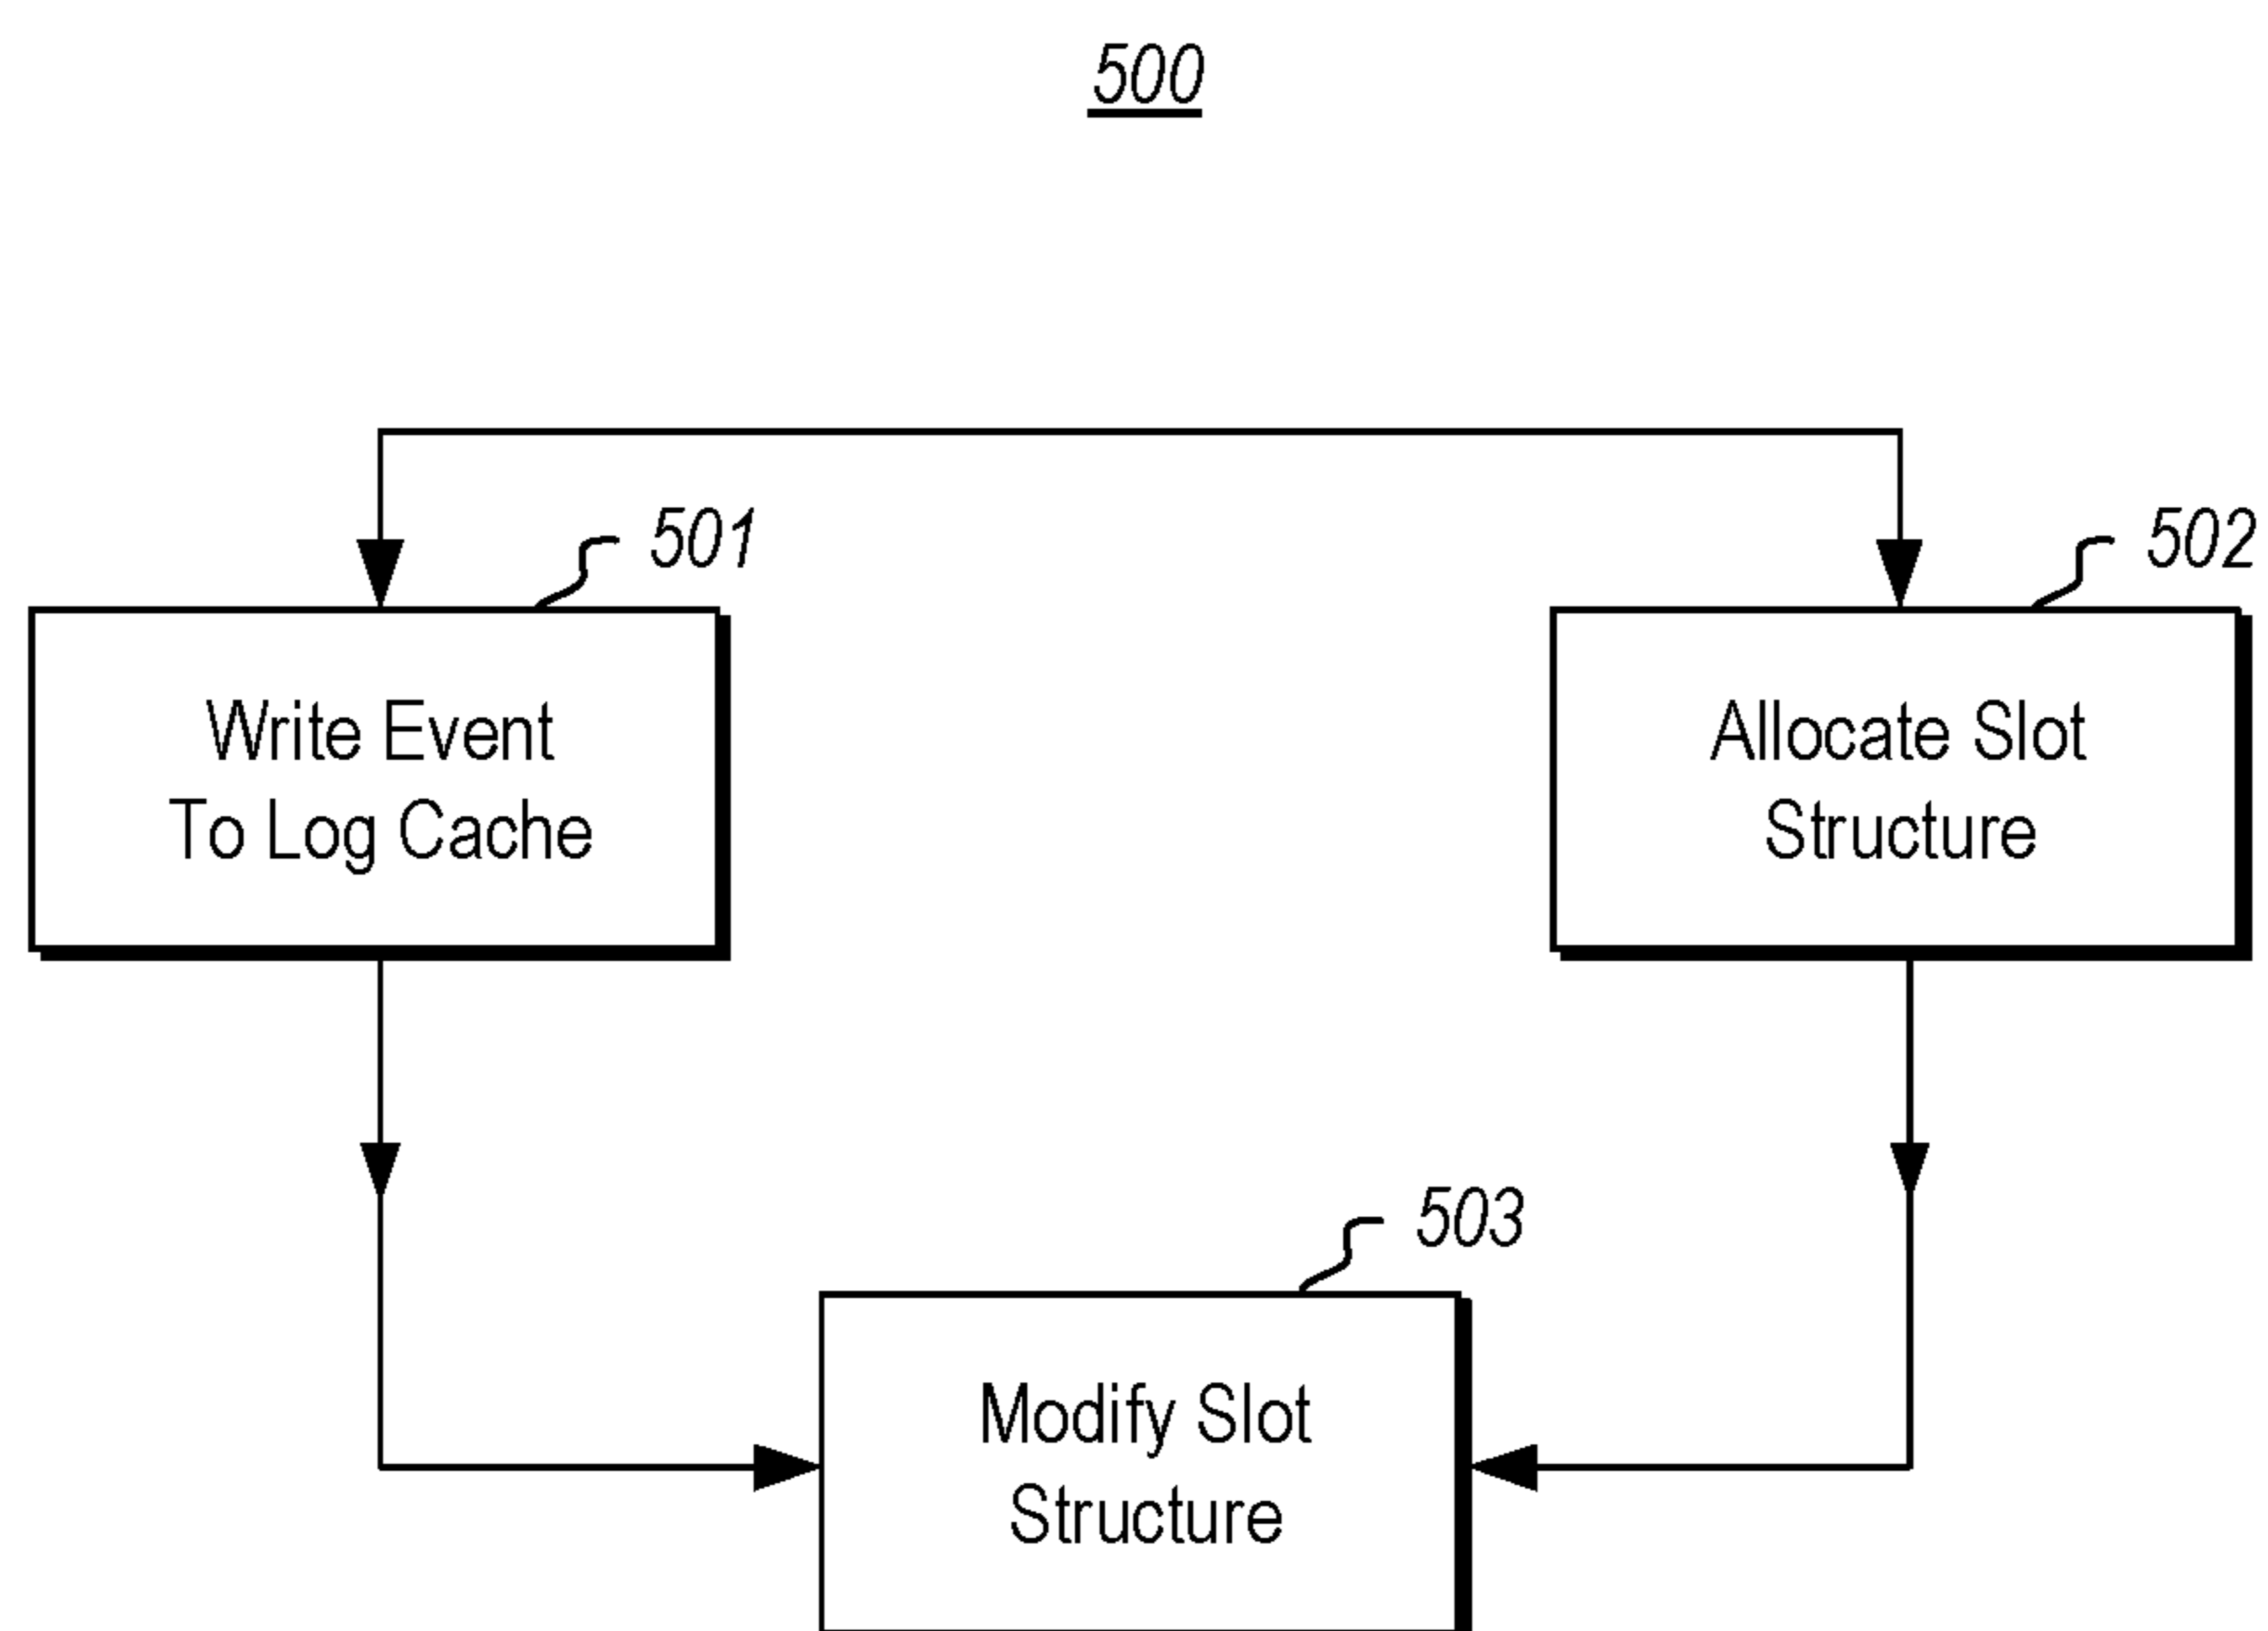 500
501
502
Write Event
To Log Cache
Allocate Slot
Structure
503
Modify Slot
Structure